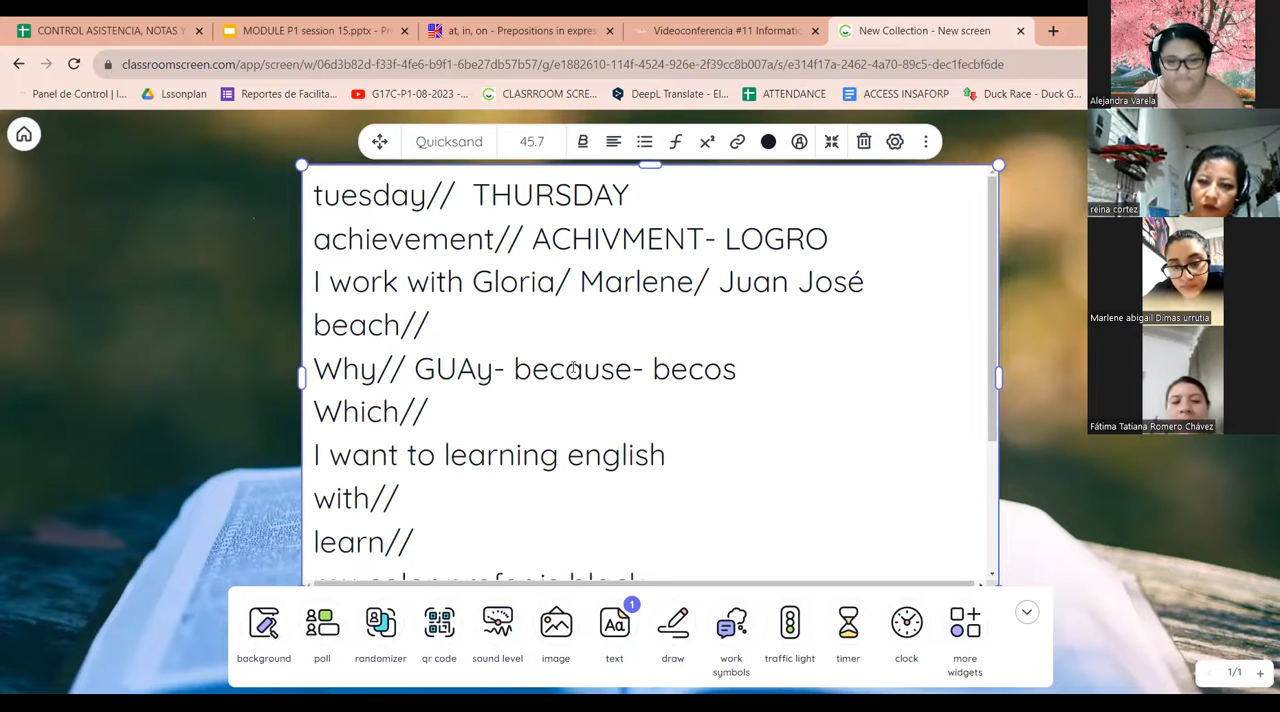 CONTROL ASISTENCIA, NOTAS Y
MODULE P1 session 15.pptx - Pr
at, in, on - Prepositions in expres
Videoconferencia #11 Informatio
New Collection - New screen
classroomscreen.com/app/screen/w/06d3b82d-f33f-4fe6-b9f1-6be27db57b57/g/e1882610-114f-4524-926e-2f39cc8b007a/s/e314f17a-2462-4a70-89c5-dec1fecbf6de
Panel de Control | I...
Lssonplan
Reportes de Facilita...
G17C-P1-08-2023 - ...
CLASRROOM SCRE...
DeepL Translate - El...
ATTENDANCE
ACCESS INSAFORP
Duck Race - Duck G...
Quicksand
45.7
tuesday// THURSDAY
achievement// ACHIVMENT- LOGRO
I work with Gloria/ Marlene/ Juan José
beach//
Why// GUAy- because- becos
Which//
I want to learning english
with//
learn//
background
poll
randomizer
qr code
sound level
image
1
text
draw
work symbols
traffic light
timer
clock
more widgets
1/1
Alejandra Varela
reina cortez
Marlene abigail Dimas urrutia
Fátima Tatiana Romero Chávez